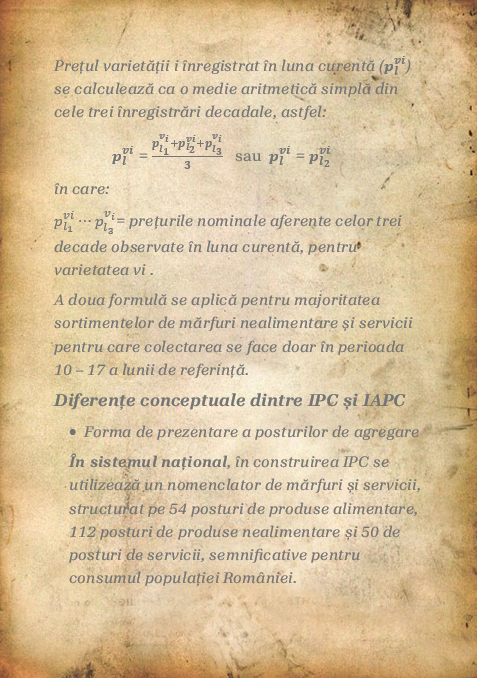 Prețul varietății i înregistrat în luna curentă (p_l^{vi})
se calculează ca o medie aritmetică simplă din
cele trei înregistrări decadale, astfel:
p_l^{vi} = \frac{p_{l_1}^{v_i}+p_{l_2}^{vi}+p_{l_3}^{v_i}}{3} sau p_l^{vi} = p_{l_2}^{vi}
în care:
p_{l_1}^{vi} ⋯ p_{l_3}^{v_i}= prețurile nominale aferente celor trei
decade observate în luna curentă, pentru
varietatea vi .
A doua formulă se aplică pentru majoritatea
sortimentelor de mărfuri nealimentare și servicii
pentru care colectarea se face doar în perioada
10 – 17 a lunii de referință.
Diferențe conceptuale dintre IPC și IAPC
• Forma de prezentare a posturilor de agregare
În sistemul național, în construirea IPC se
utilizează un nomenclator de mărfuri și servicii,
structurat pe 54 posturi de produse alimentare,
112 posturi de produse nealimentare și 50 de
posturi de servicii, semnificative pentru
consumul populației României.